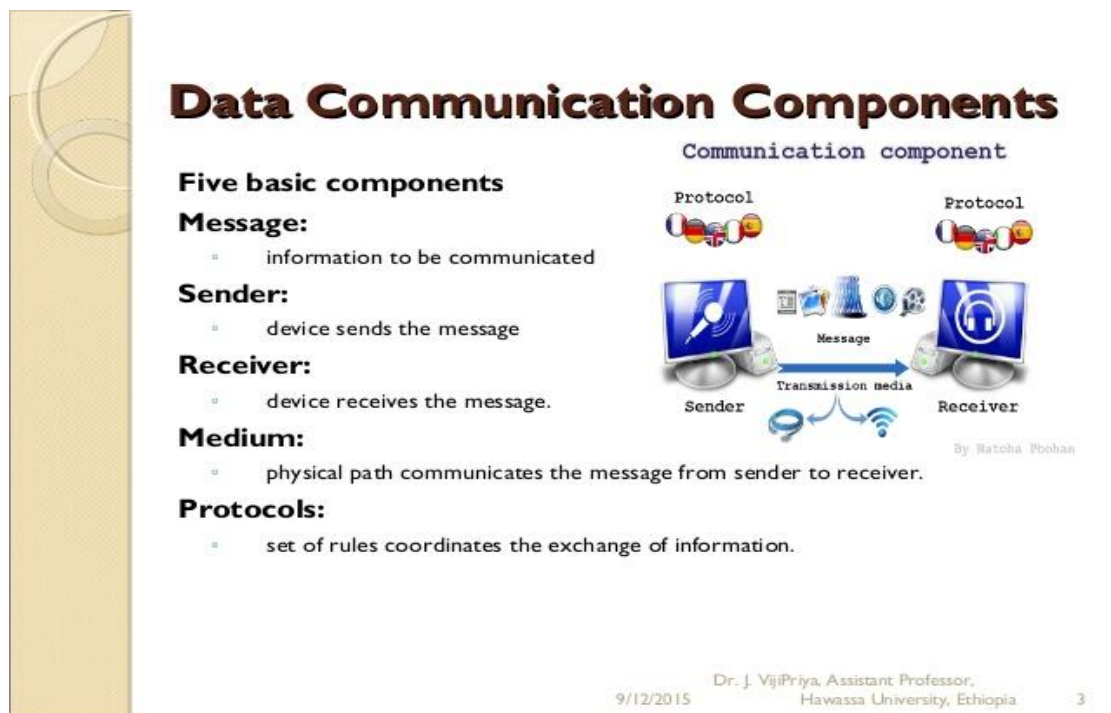 Data Communication Components
Five basic components
Message:
information to be communicated
Sender:
device sends the message
Receiver:
device receives the message.
Medium:
physical path communicates the message from sender to receiver.
Protocols:
set of rules coordinates the exchange of information.
Communication component
Protocol
Protocol
Message
Transmission media
Sender
Receiver
By
9/12/2015
Dr. J. VijiPriya, Assistant Professor,
Hawassa University, Ethiopia
3